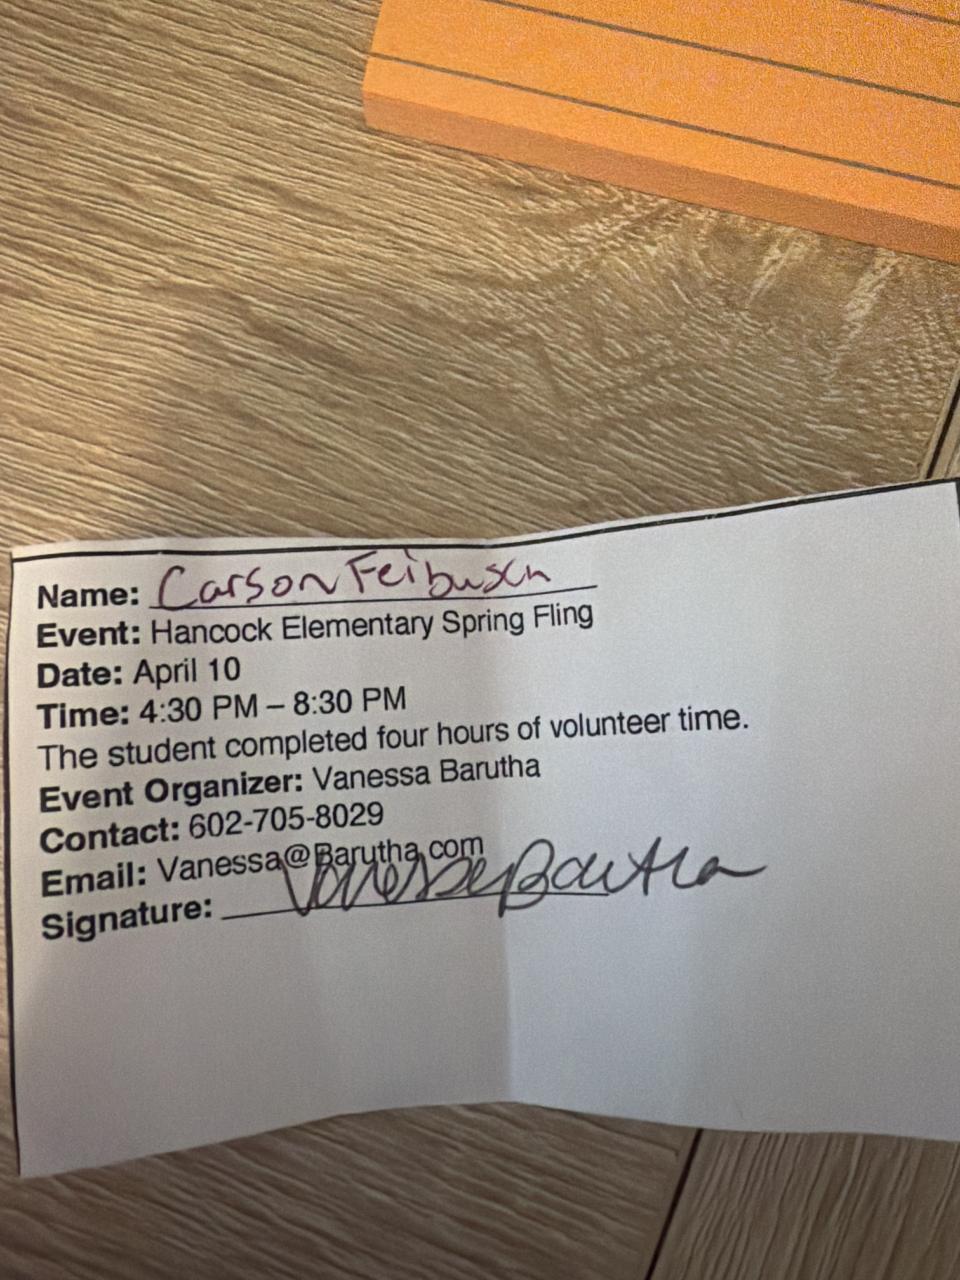 Name: Carson Feibusch
Event: Hancock Elementary Spring Fling
Date: April 10
Time: 4:30 PM – 8:30 PM
The student completed four hours of volunteer time.
Event Organizer: Vanessa Barutha
Contact: 602-705-8029
Email: Vanessa@Barutha.com
Signature: Vanessa Barutha